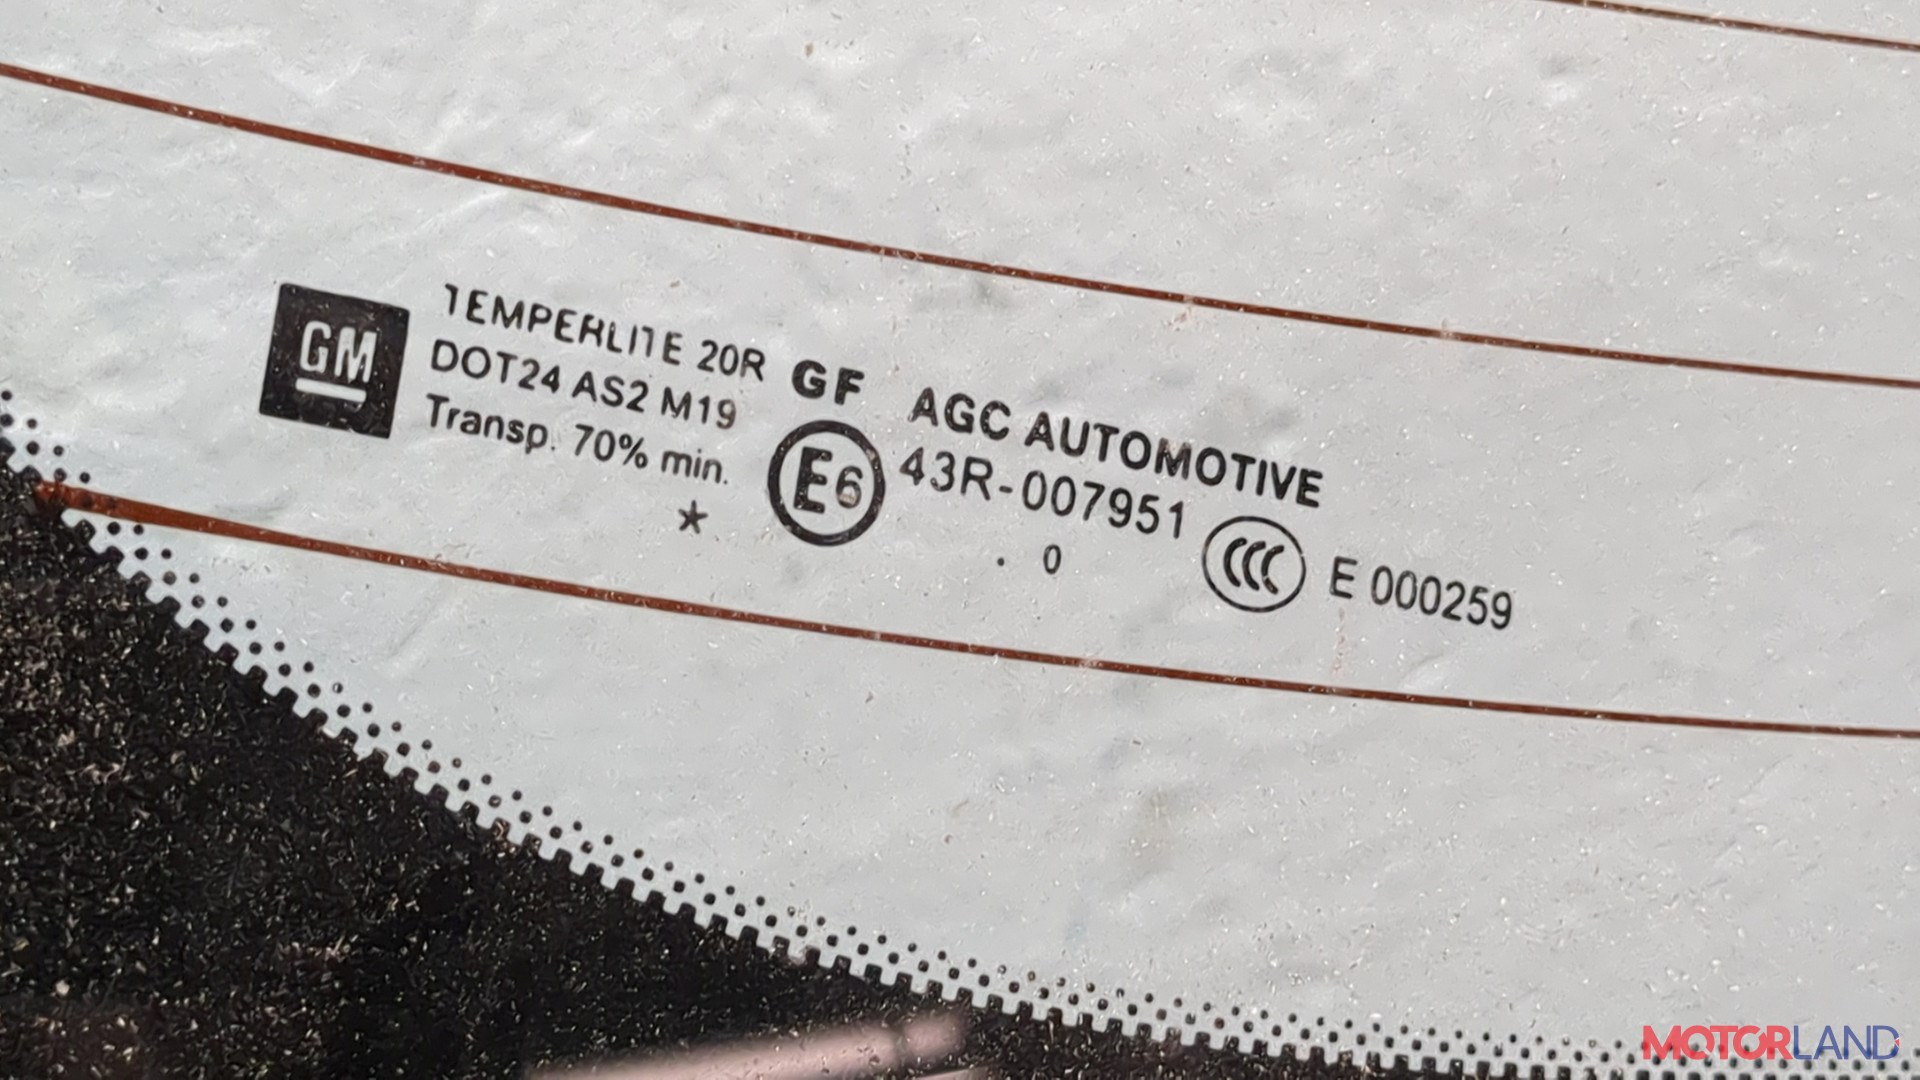 GM
TEMPERLITE 20R GF AGC AUTOMOTIVE
DOT24 AS2 M19
Transp. 70% min.
E6 43R-007951
CCC E 000259
* . 0
MOTORLAND